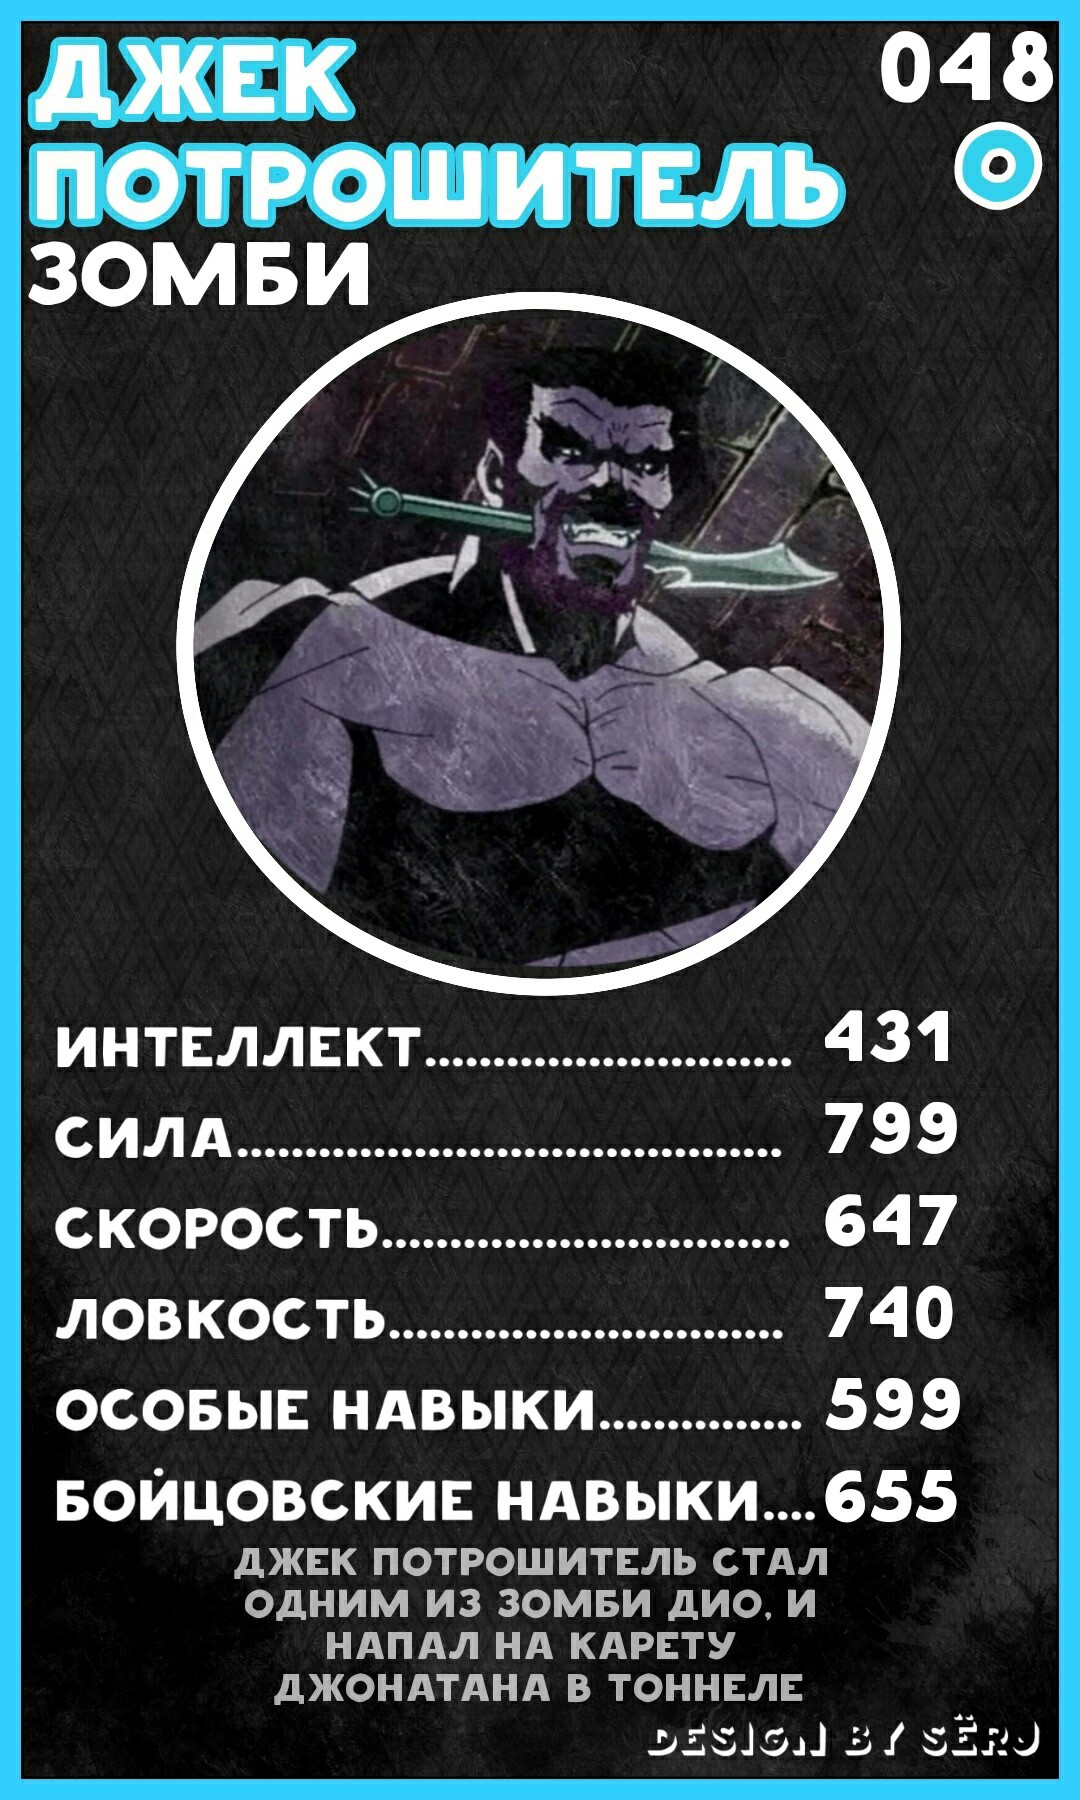 ДЖЕК
ПОТРОШИТЕЛЬ
ЗОМБИ
048
О
ИНТЕЛЛЕКТ........................... 431
СИЛА........................................ 799
СКОРОСТЬ.............................. 647
ЛОВКОСТЬ............................. 740
ОСОБЫЕ НАВЫКИ............... 599
БОЙЦОВСКИЕ НАВЫКИ....655
ДЖЕК ПОТРОШИТЕЛЬ СТАЛ
ОДНИМ ИЗ ЗОМБИ ДИО, И
НАПАЛ НА КАРЕТУ
ДЖОНАТАНА В ТОННЕЛЕ
DESIGN BY SЁRJ